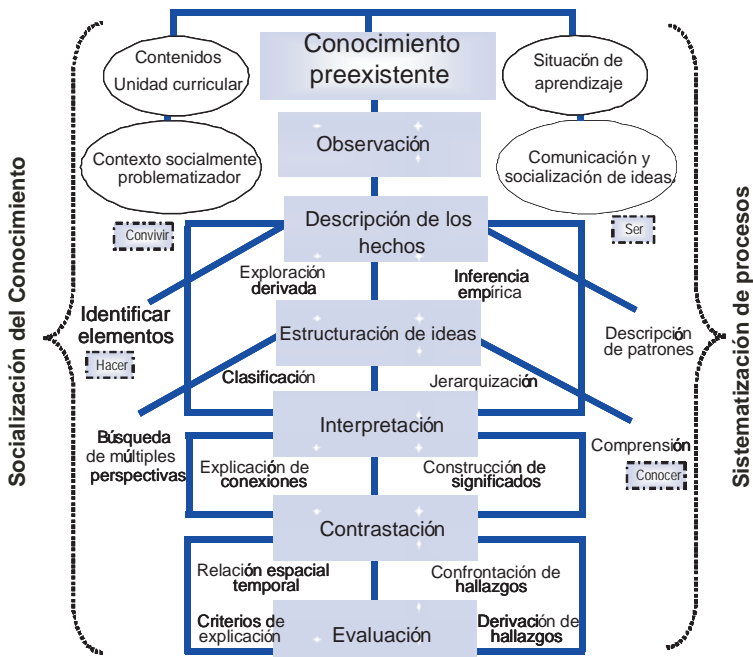 Contenidos
Unidad curricular
Conocimiento
preexistente
Situación de
aprendizaje
Observación
Contexto socialmente
problematizador
Comunicación y
socialización de ideas.
Convivir
Ser
Descripción de los
hechos
Exploración
derivada
Inferencia
empírica
Identificar
elementos
Hacer
Estructuración de ideas
Descripción
de patrones
Clasificación
Jerarquización
Interpretación
Búsqueda
de múltiples
perspectivas
Comprensión
Conocer
Explicación de
conexiones
Construcción de
significados
Contrastación
Relación espacial
temporal
Confrontación de
hallazgos
Criterios de
explicación
Evaluación
Derivación de
hallazgos
Socialización del Conocimiento
Sistematización de procesos